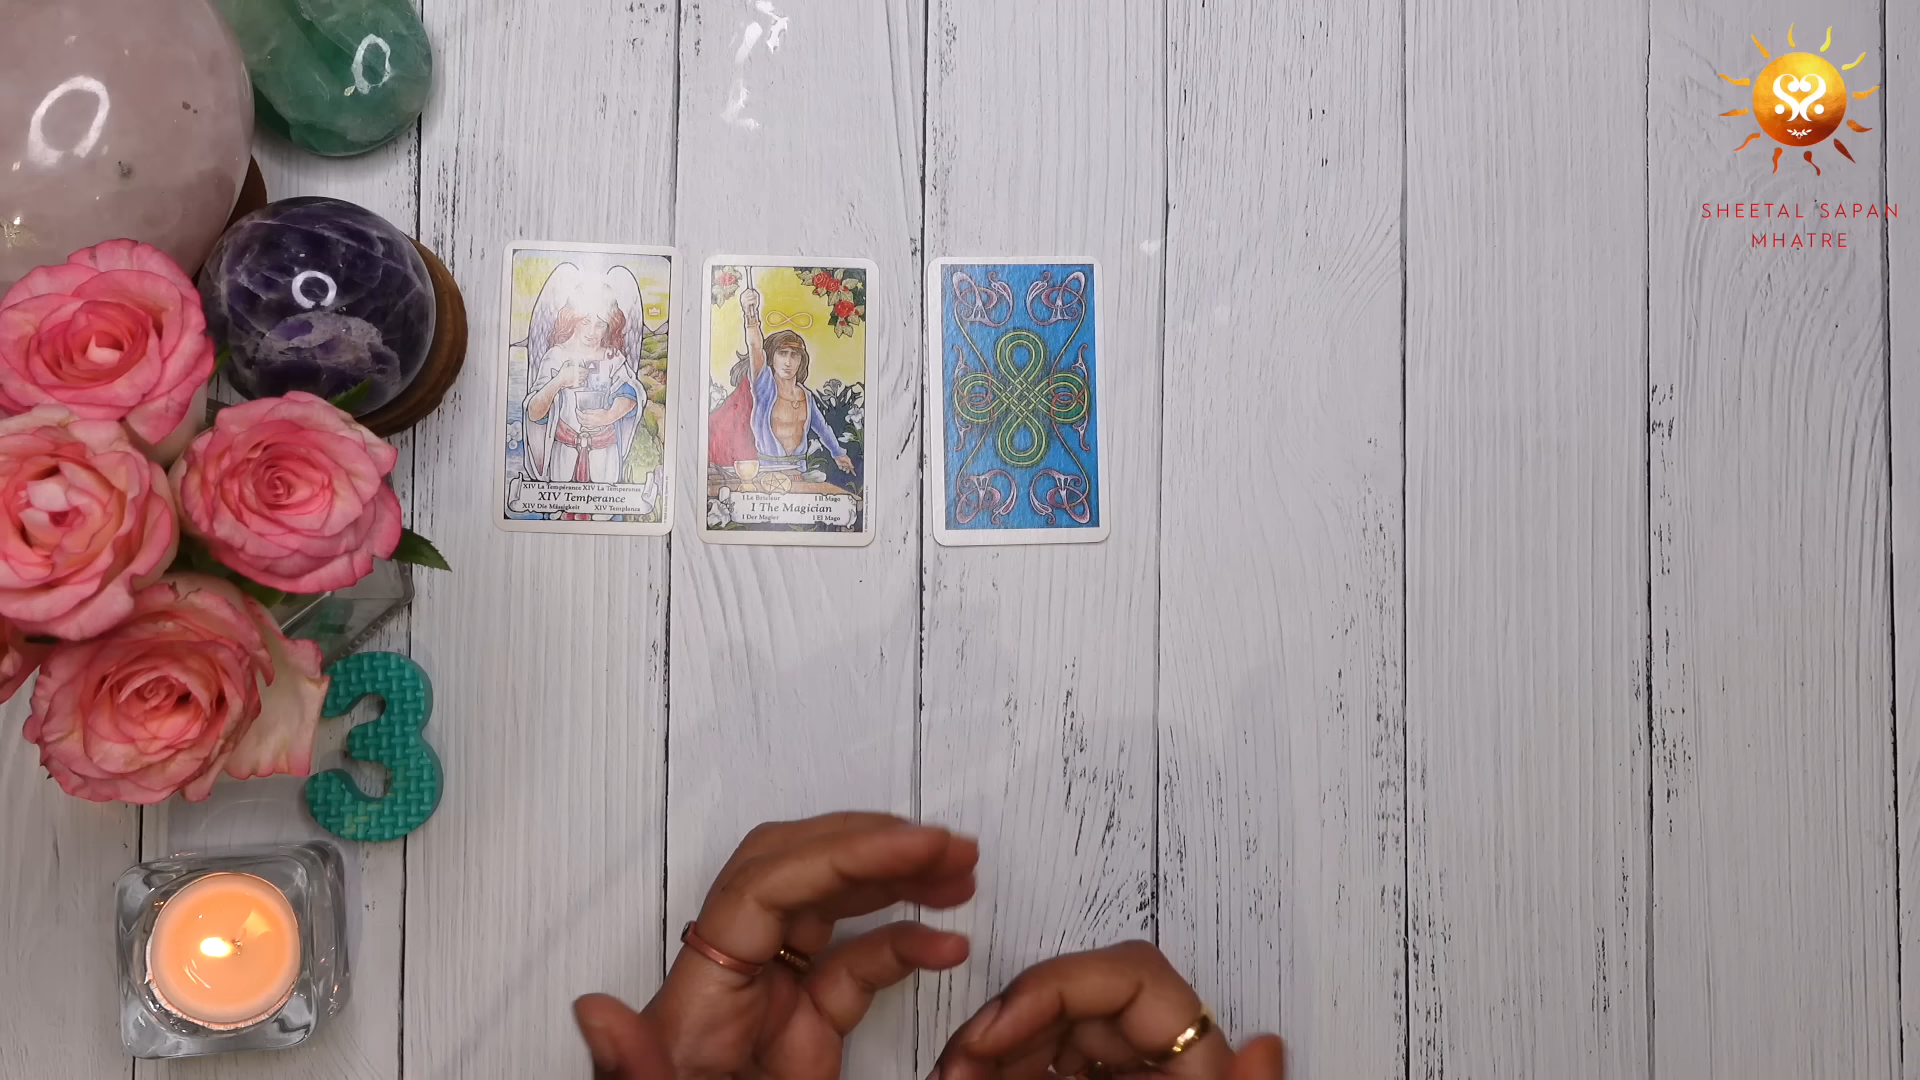 SHEETAL SAPAN
MHATRE
XIV La Tempérance XIV La Temperanza
XIV Temperance
XIV Die Mässigkeit XIV Templanza
I Le Bateleur I Il Mago
I The Magician
I Der Magier I El Mago
3